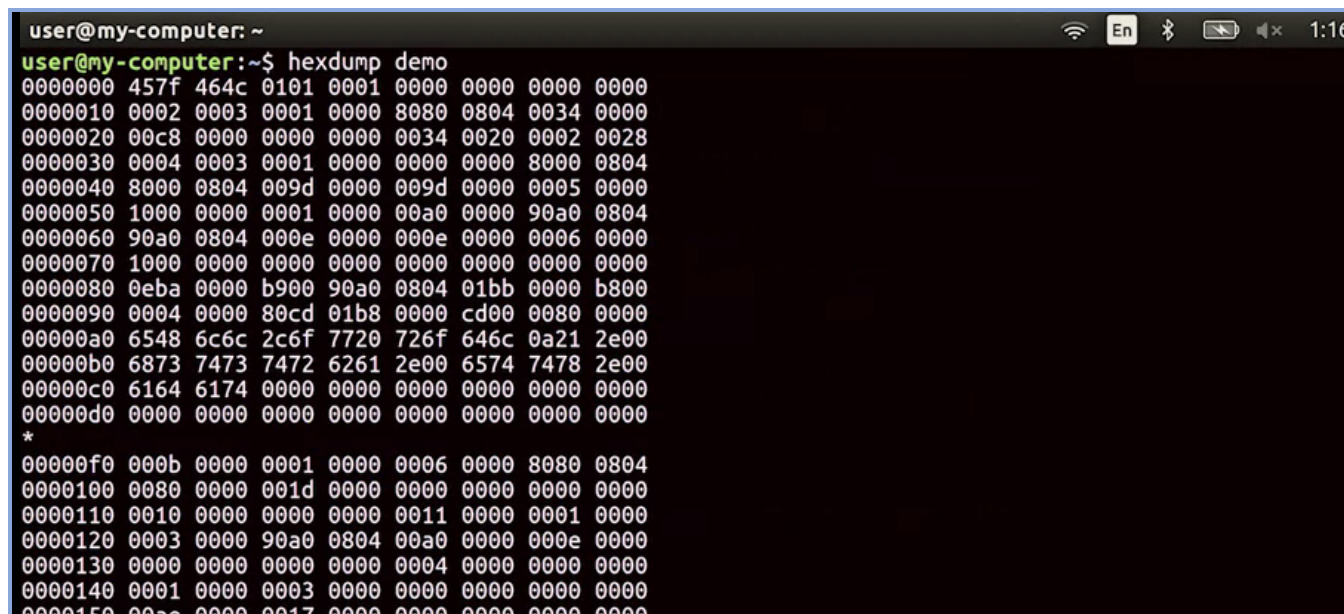 user@my-computer: ~ En 1:16
user@my-computer:~$ hexdump demo
0000000 457f 464c 0101 0001 0000 0000 0000 0000
0000010 0002 0003 0001 0000 8080 0804 0034 0000
0000020 00c8 0000 0000 0000 0034 0020 0002 0028
0000030 0004 0003 0001 0000 0000 0000 8000 0804
0000040 8000 0804 009d 0000 009d 0000 0005 0000
0000050 1000 0000 0001 0000 00a0 0000 90a0 0804
0000060 90a0 0804 000e 0000 000e 0000 0006 0000
0000070 1000 0000 0000 0000 0000 0000 0000 0000
0000080 0eba 0000 b900 90a0 0804 01bb 0000 b800
0000090 0004 0000 80cd 01b8 0000 cd00 0080 0000
00000a0 6548 6c6c 2c6f 7720 726f 646c 0a21 2e00
00000b0 6873 7473 7472 6261 2e00 6574 7478 2e00
00000c0 6164 6174 0000 0000 0000 0000 0000 0000
00000d0 0000 0000 0000 0000 0000 0000 0000 0000
*
00000f0 000b 0000 0001 0000 0006 0000 8080 0804
0000100 0080 0000 001d 0000 0000 0000 0000 0000
0000110 0010 0000 0000 0000 0011 0000 0001 0000
0000120 0003 0000 90a0 0804 00a0 0000 000e 0000
0000130 0000 0000 0000 0000 0004 0000 0000 0000
0000140 0001 0000 0003 0000 0000 0000 0000 0000
0000150 00ae 0000 0017 0000 0000 0000 0000 0000